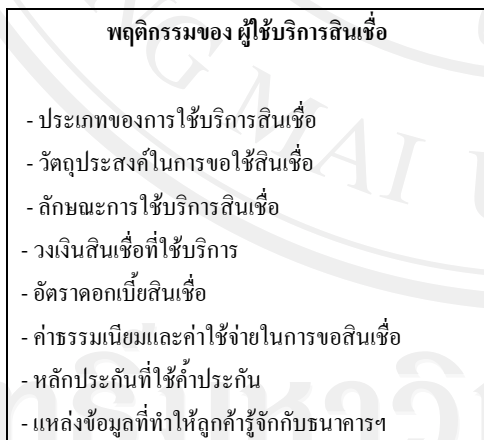 พฤติกรรมของ ผู้ใช้บริการสินเชื่อ
- ประเภทของการใช้บริการสินเชื่อ
- วัตถุประสงค์ในการขอใช้สินเชื่อ
- ลักษณะการใช้บริการสินเชื่อ
- วงเงินสินเชื่อที่ใช้บริการ
- อัตราดอกเบี้ยสินเชื่อ
- ค่าธรรมเนียมและค่าใช้จ่ายในการขอสินเชื่อ
- หลักประกันที่ใช้ค้ำประกัน
- แหล่งข้อมูลที่ทำให้ลูกค้ารู้จักกับธนาคารฯ